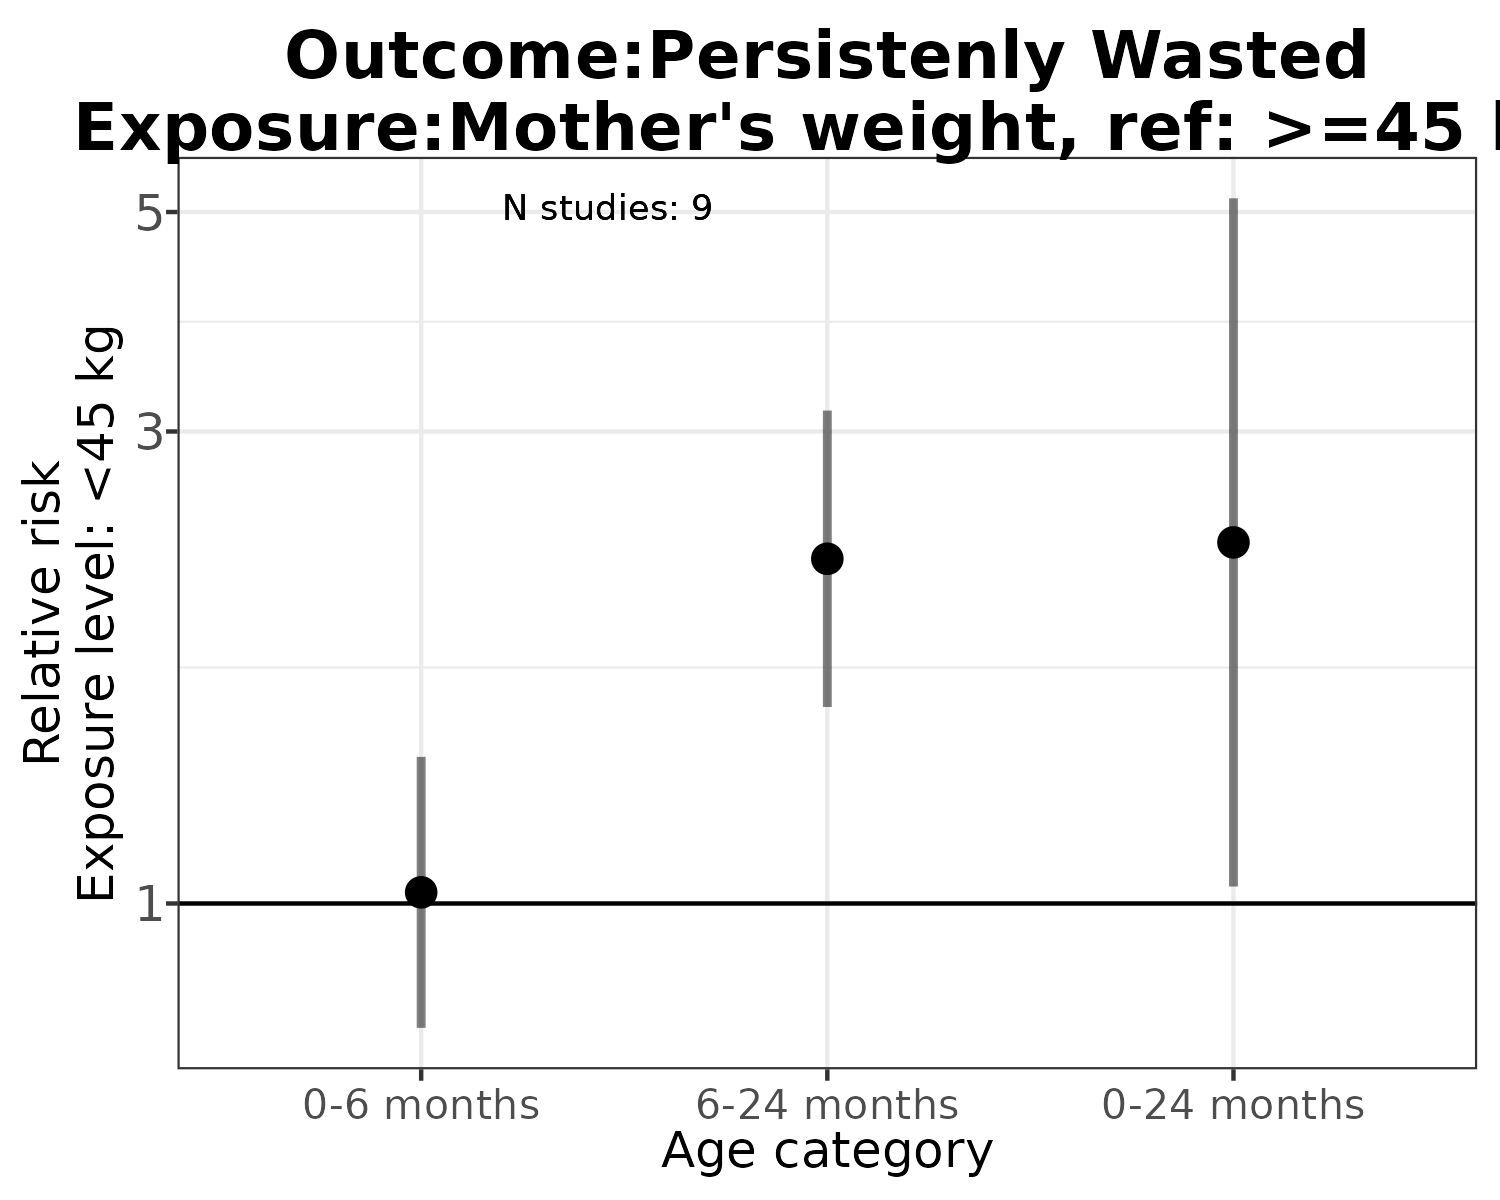 Outcome:Persistenly Wasted
Exposure:Mother's weight, ref: >=45
N studies: 9
5
3
1
Relative risk
Exposure level: <45 kg
0-6 months
6-24 months
0-24 months
Age category